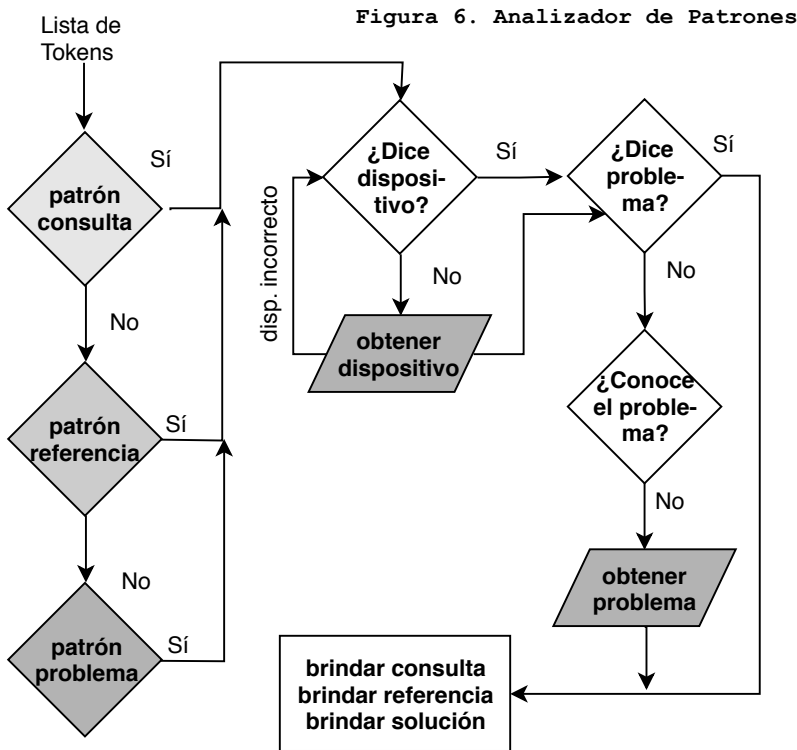 Figura 6. Analizador de Patrones
Lista de
Tokens
patrón
consulta
Sí
No
patrón
referencia
Sí
No
patrón
problema
Sí
¿Dice
disposi-
tivo?
Sí
No
disp. incorrecto
obtener
dispositivo
¿Dice
proble-
ma?
Sí
No
¿Conoce
el proble-
ma?
No
obtener
problema
brindar consulta
brindar referencia
brindar solución